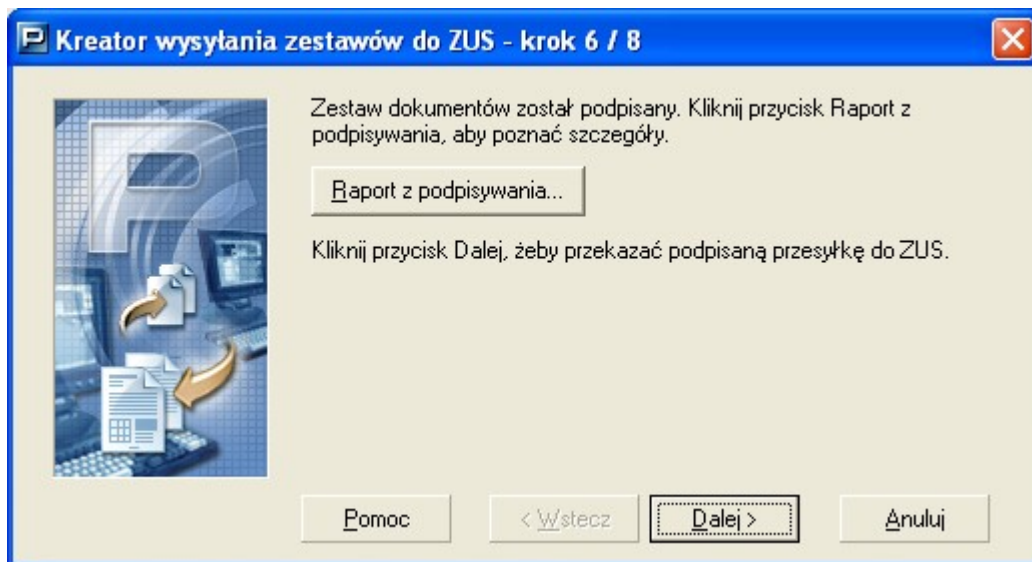 Kreator wysyłania zestawów do ZUS - krok 6 / 8
Zestaw dokumentów został podpisany. Kliknij przycisk Raport z
podpisywania, aby poznać szczegóły.
Raport z podpisywania...
Kliknij przycisk Dalej, żeby przekazać podpisaną przesyłkę do ZUS.
Pomoc
< Wstecz
Dalej >
Anuluj